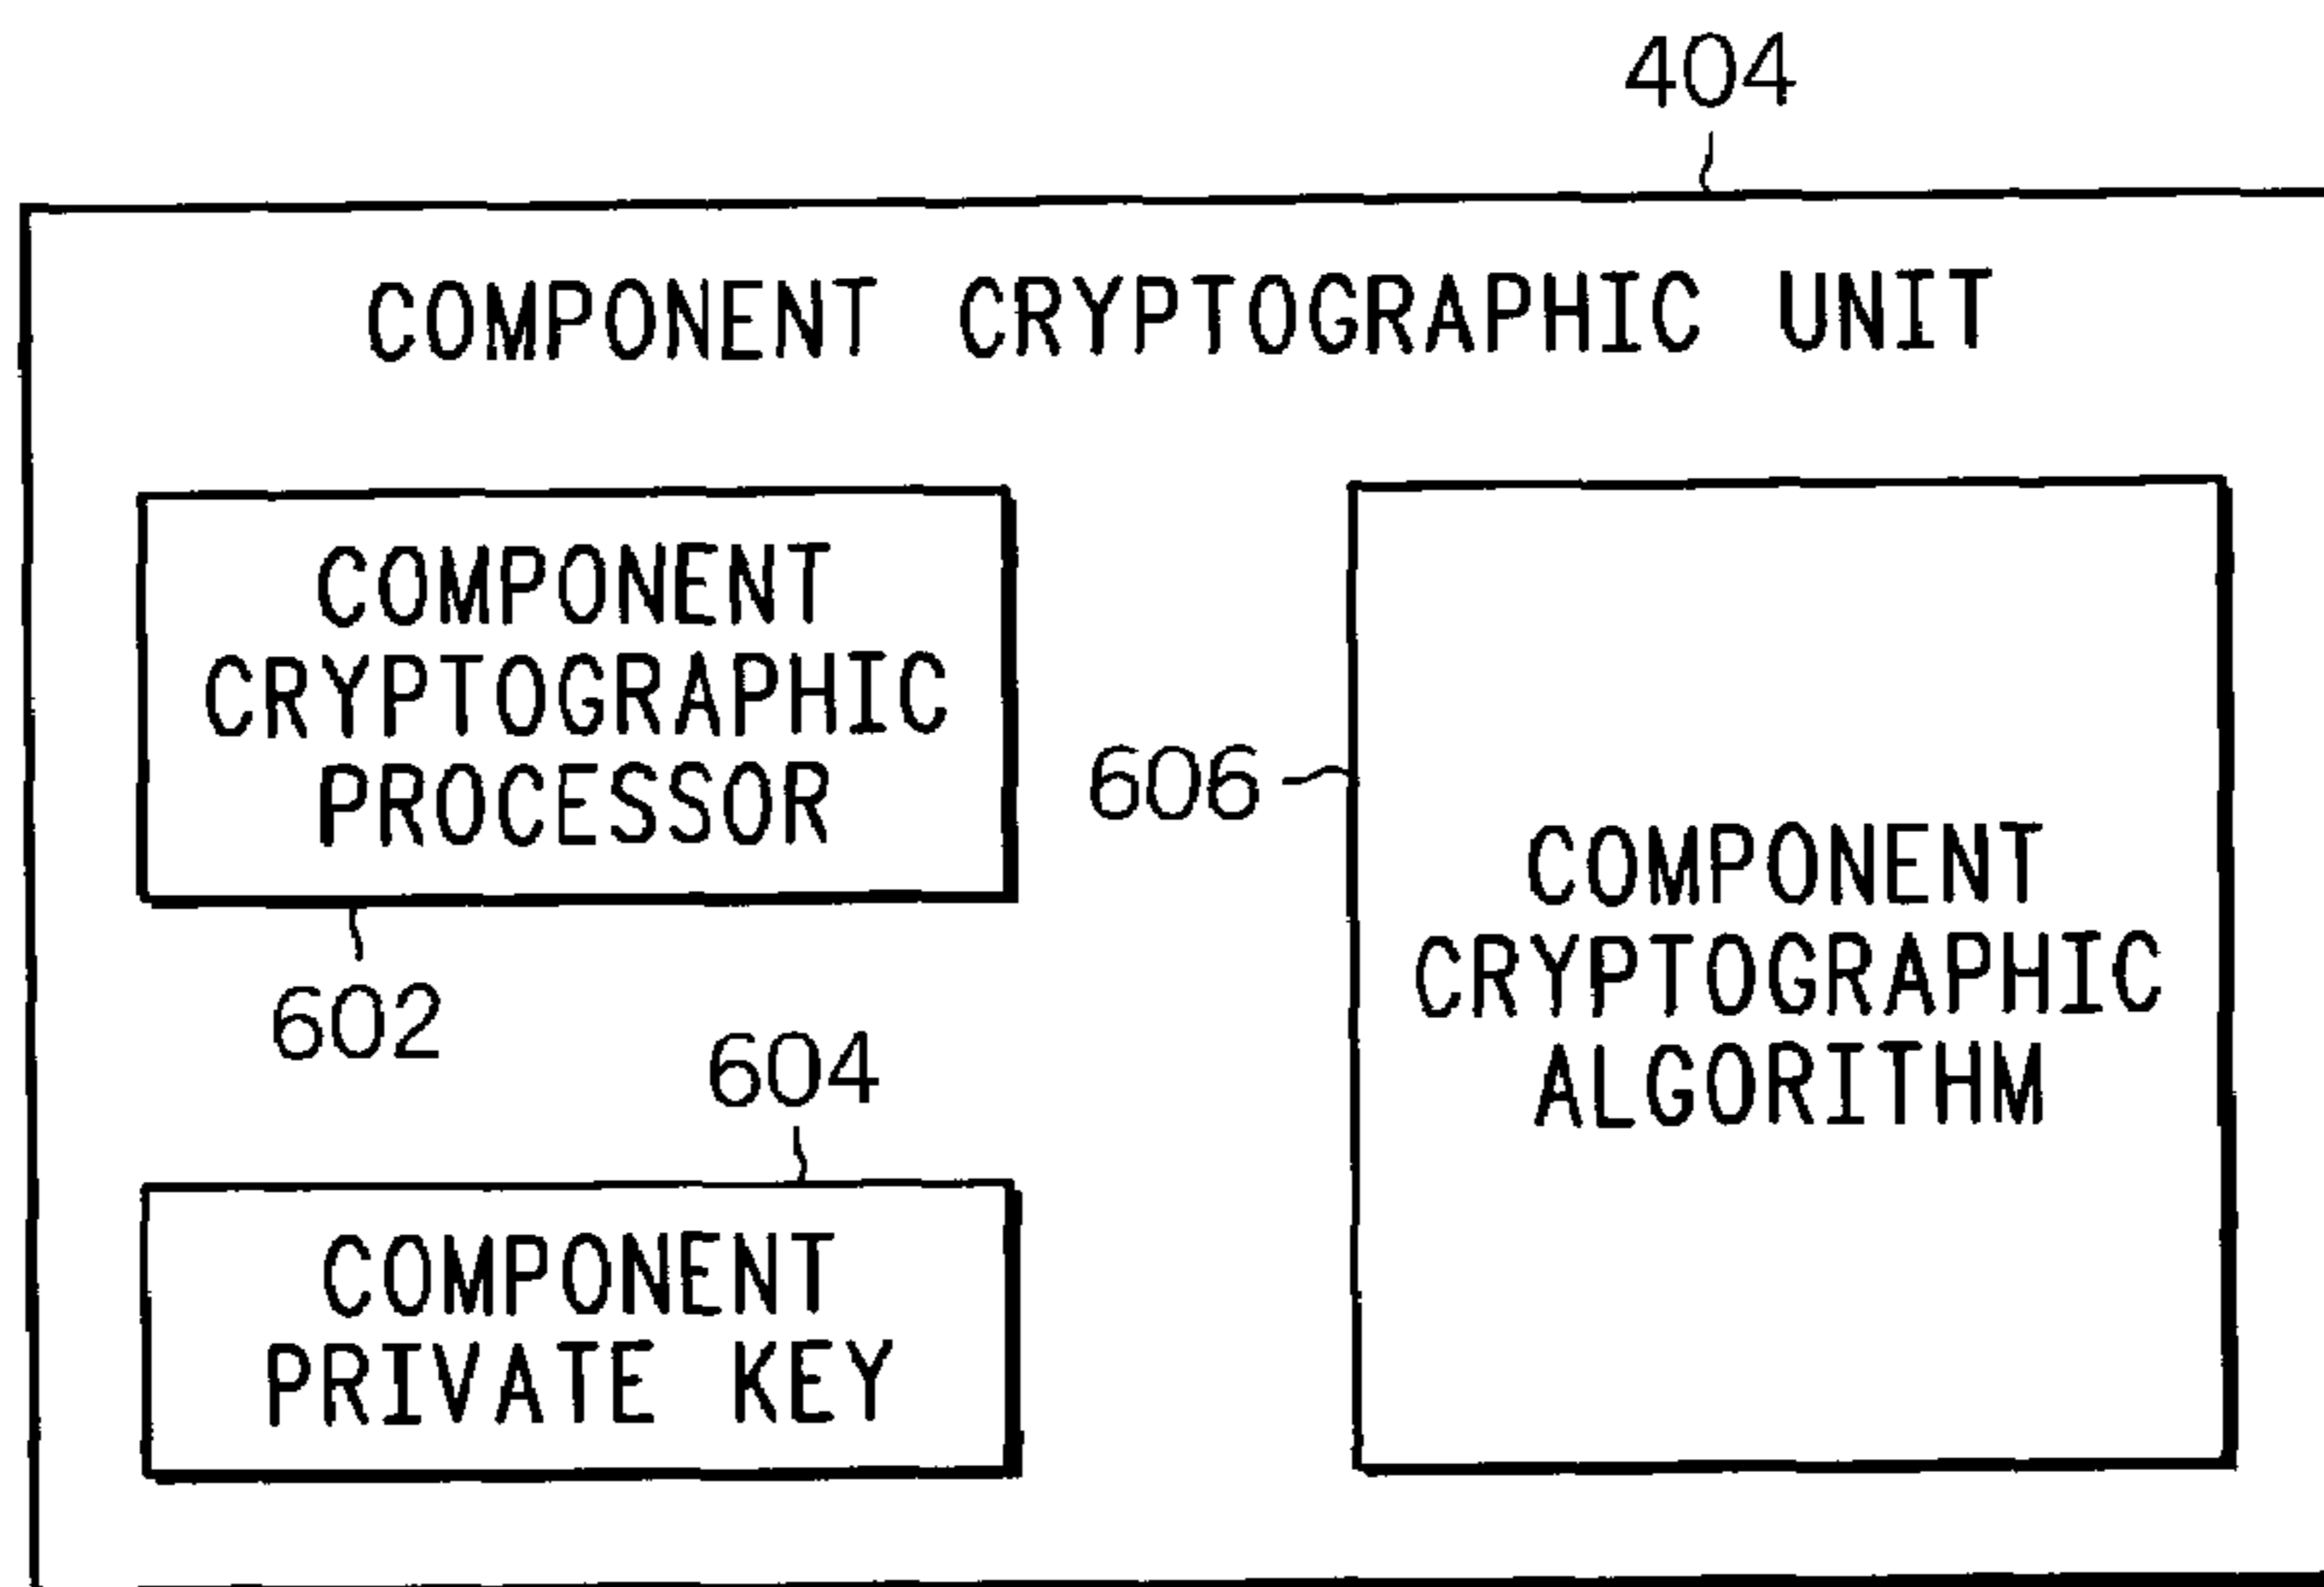 404
COMPONENT CRYPTOGRAPHIC UNIT
COMPONENT
CRYPTOGRAPHIC
PROCESSOR
602
604
COMPONENT
PRIVATE KEY
606
COMPONENT
CRYPTOGRAPHIC
ALGORITHM